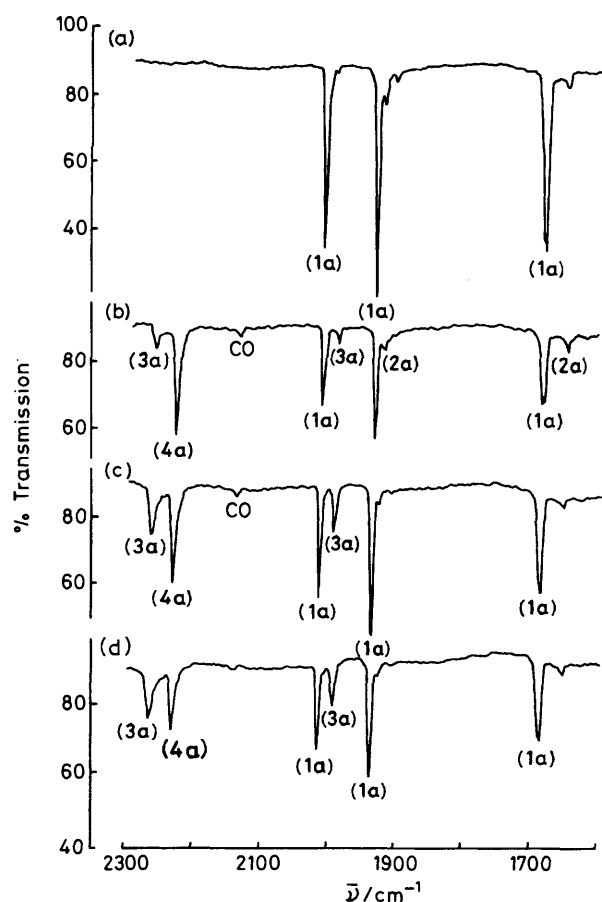 100
(a)
80
60
40
(1a)
(1a)
(1a)
(b)
80
60
(3a)
(4a)
CO
(1a)
(3a)
(2a)
(1a)
(2a)
% Transmission
(c)
80
60
(3a)
(4a)
CO
(1a)
(3a)
(1a)
(1a)
(d)
80
60
40
(3a)
(4a)
(1a)
(3a)
(1a)
(1a)
2300
2100
1900
1700
ν̄/cm⁻¹